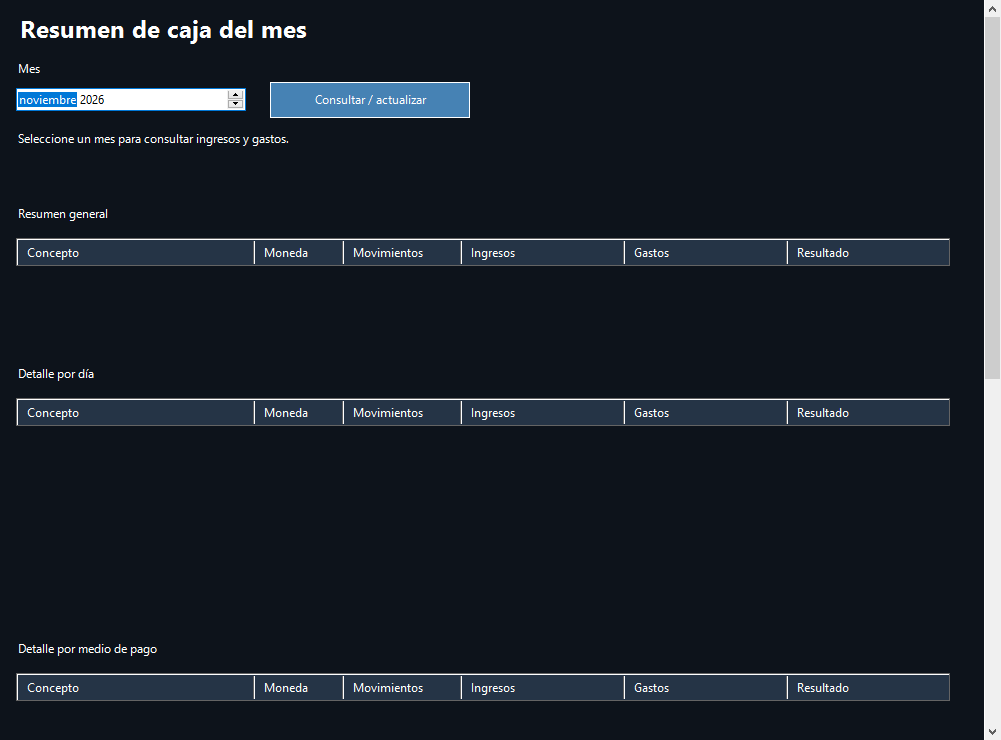 Resumen de caja del mes
Mes
noviembre 2026
Consultar / actualizar
Seleccione un mes para consultar ingresos y gastos.
Resumen general
Concepto Moneda Movimientos Ingresos Gastos Resultado
Detalle por día
Concepto Moneda Movimientos Ingresos Gastos Resultado
Detalle por medio de pago
Concepto Moneda Movimientos Ingresos Gastos Resultado